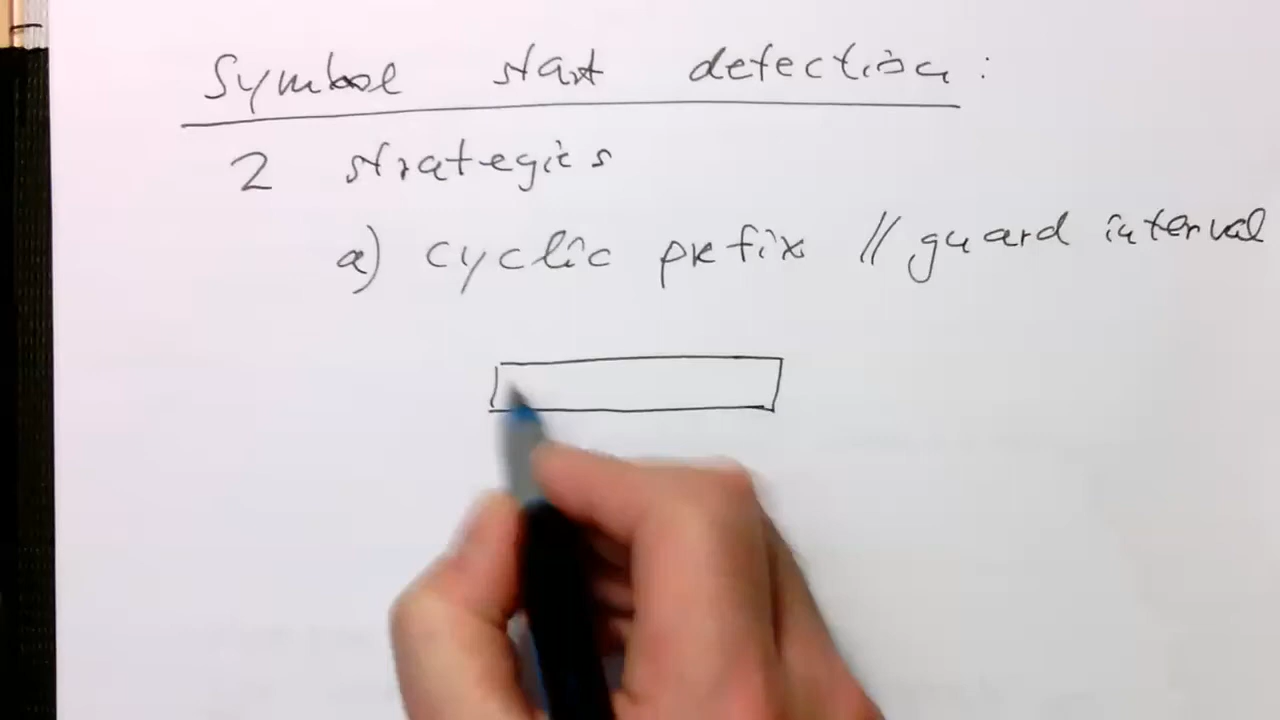 Symbol start detection :
2 strategies
a) cyclic prefix // guard interval